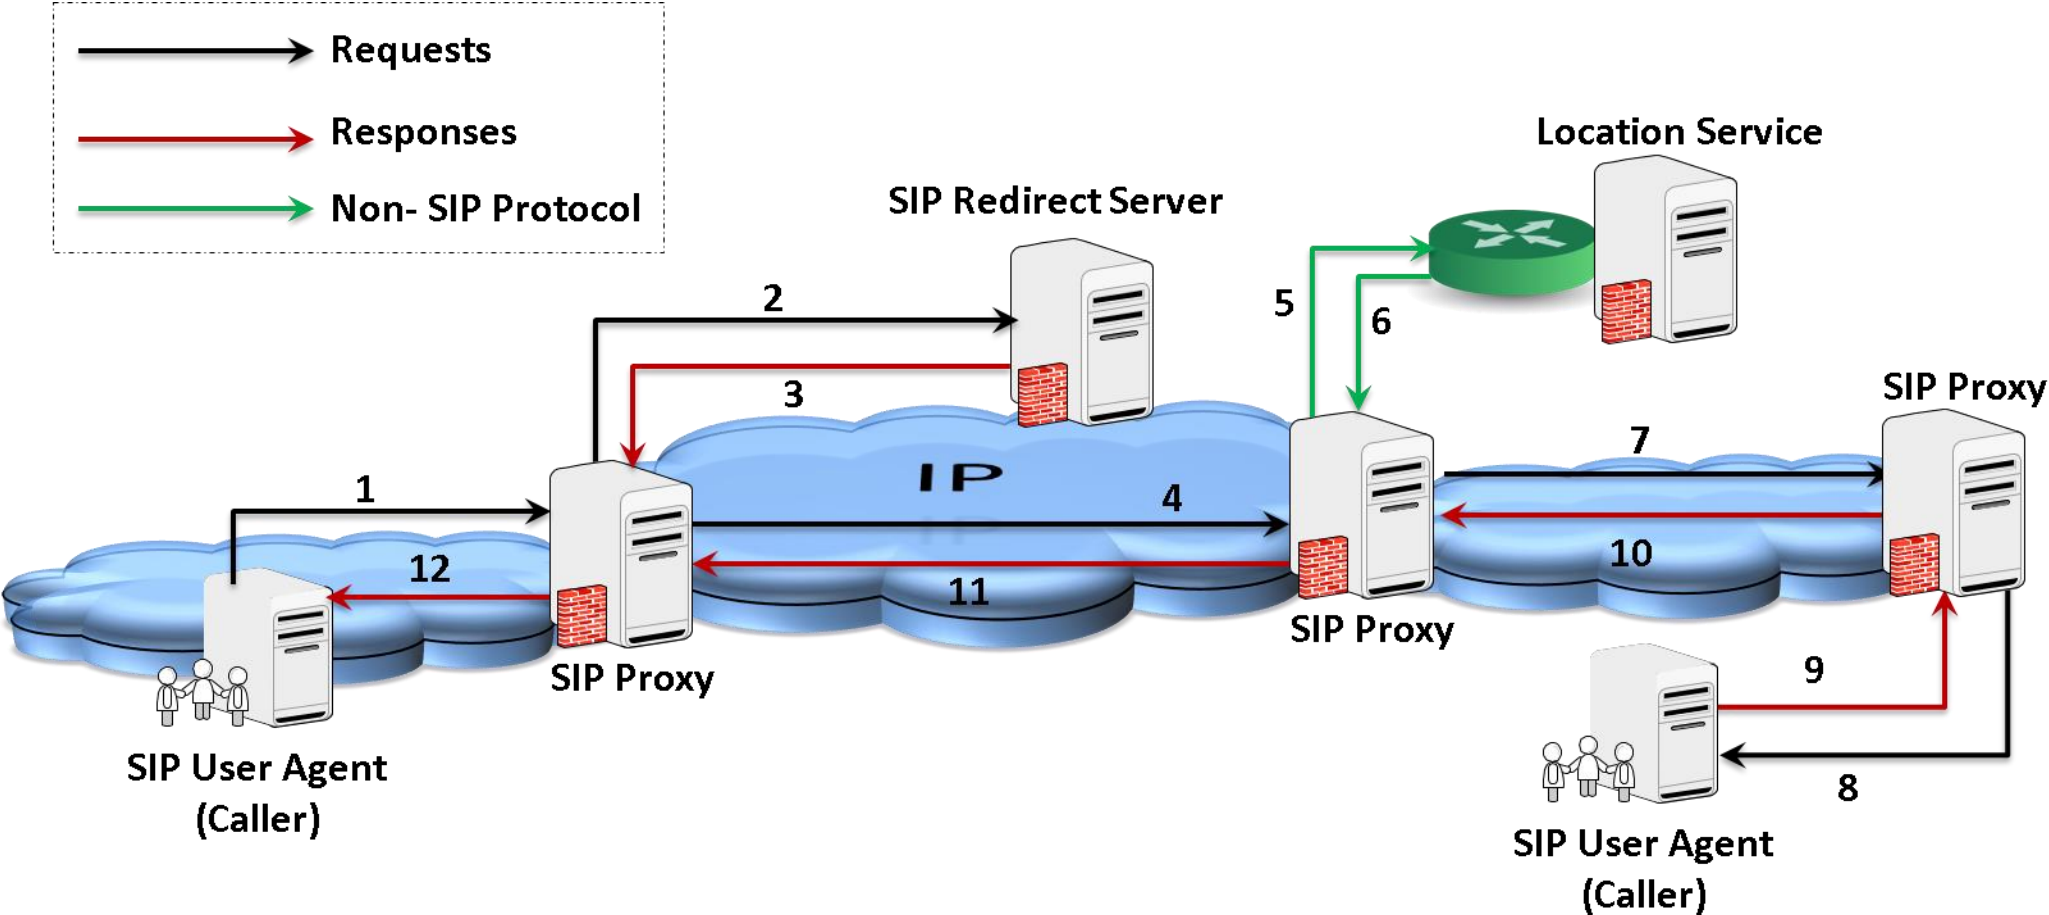 Requests
Responses
Non- SIP Protocol
Location Service
SIP Redirect Server
2
5
6
3
SIP Proxy
7
IP
1
4
12
11
10
SIP Proxy
SIP Proxy
9
SIP User Agent
(Caller)
8
SIP User Agent
(Caller)